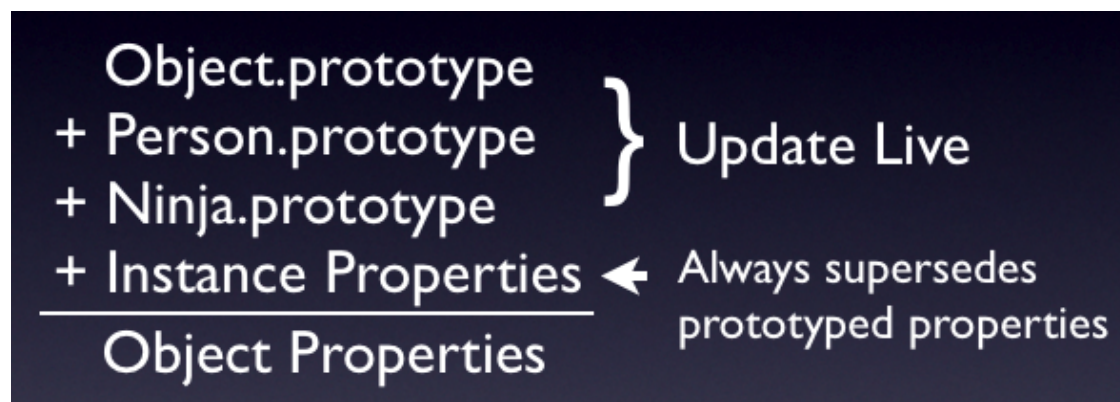 Object.prototype
+ Person.prototype
+ Ninja.prototype
} Update Live
+ Instance Properties
Always supersedes
prototyped properties
Object Properties